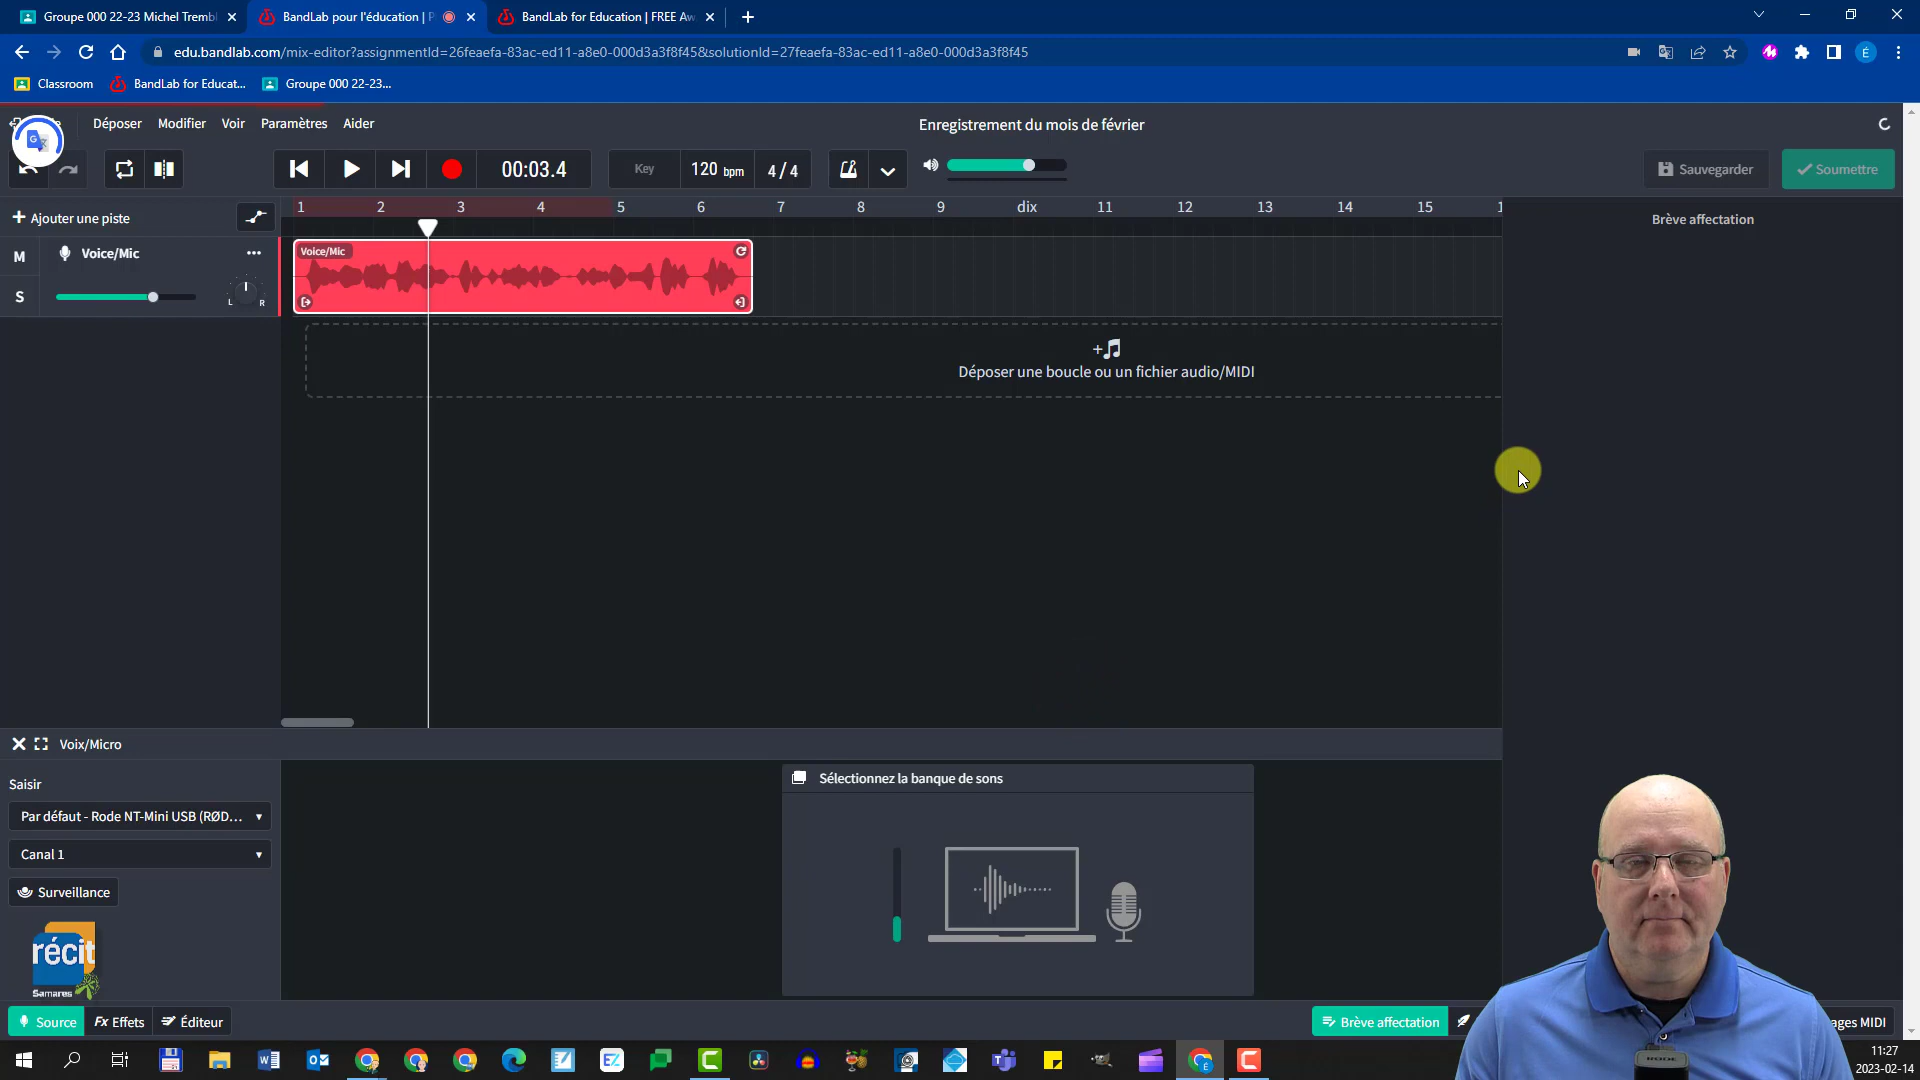 Groupe 000 22-23 Michel Trembl
BandLab pour l'éducation | P
BandLab for Education | FREE Aw
edu.bandlab.com/mix-editor?assignmentId=26feaefa-83ac-ed11-a8e0-000d3a3f8f45&solutionId=27feaefa-83ac-ed11-a8e0-000d3a3f8f45
É
Classroom
BandLab for Educat...
Groupe 000 22-23...
Déposer
Modifier
Voir
Paramètres
Aider
Enregistrement du mois de février
00:03.4
Key
120 bpm
4 / 4
Sauvegarder
Soumettre
Ajouter une piste
1 2 3 4 5 6 7 8 9 dix 11 12 13 14 15 1
Brève affectation
M
Voice/Mic
S
L R
Voice/Mic
Déposer une boucle ou un fichier audio/MIDI
Voix/Micro
Saisir
Par défaut - Rode NT-Mini USB (RØD...
Canal 1
Surveillance
récit
Samares
Sélectionnez la banque de sons
Source
Fx Effets
Éditeur
Brève affectation
ages MIDI
RODE
11:27
2023-02-14